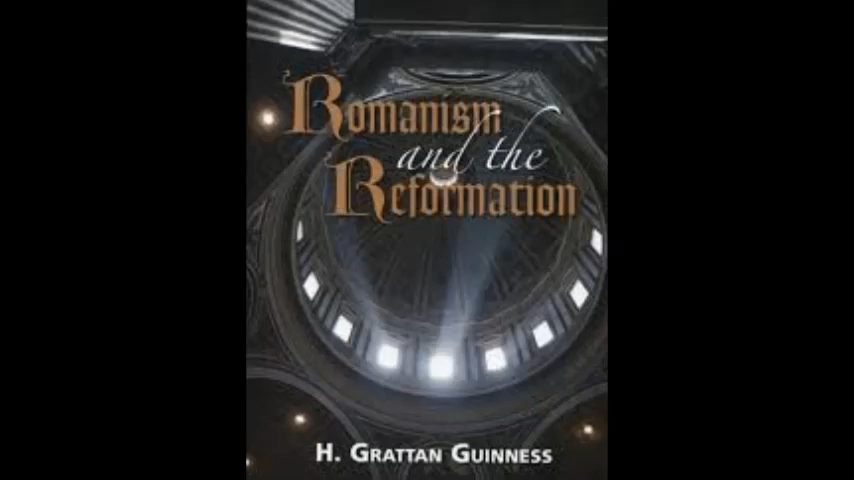 Romanism
and the
Reformation
H. GRATTAN GUINNESS